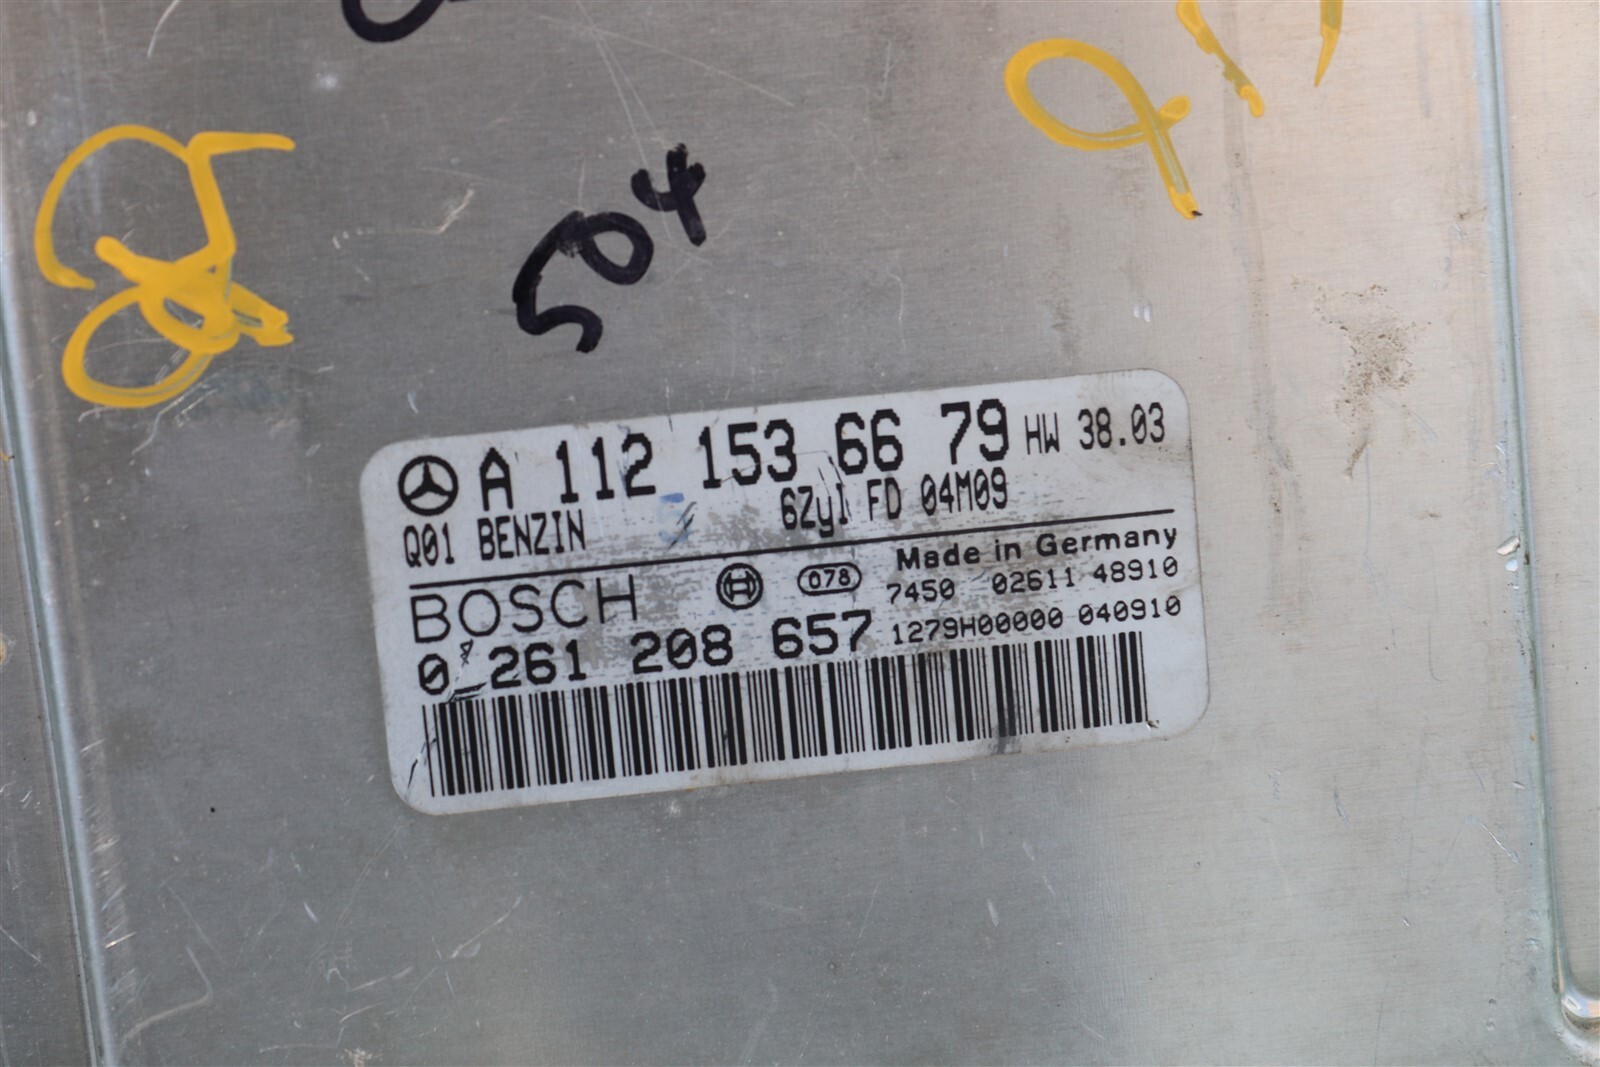 504
A 112 153 66 79 HW 38.03
Q01 BENZIN 6Zyl FD 04M09
Made in Germany
BOSCH 078 7450 02611 48910
0 261 208 657 1279H00000 040910